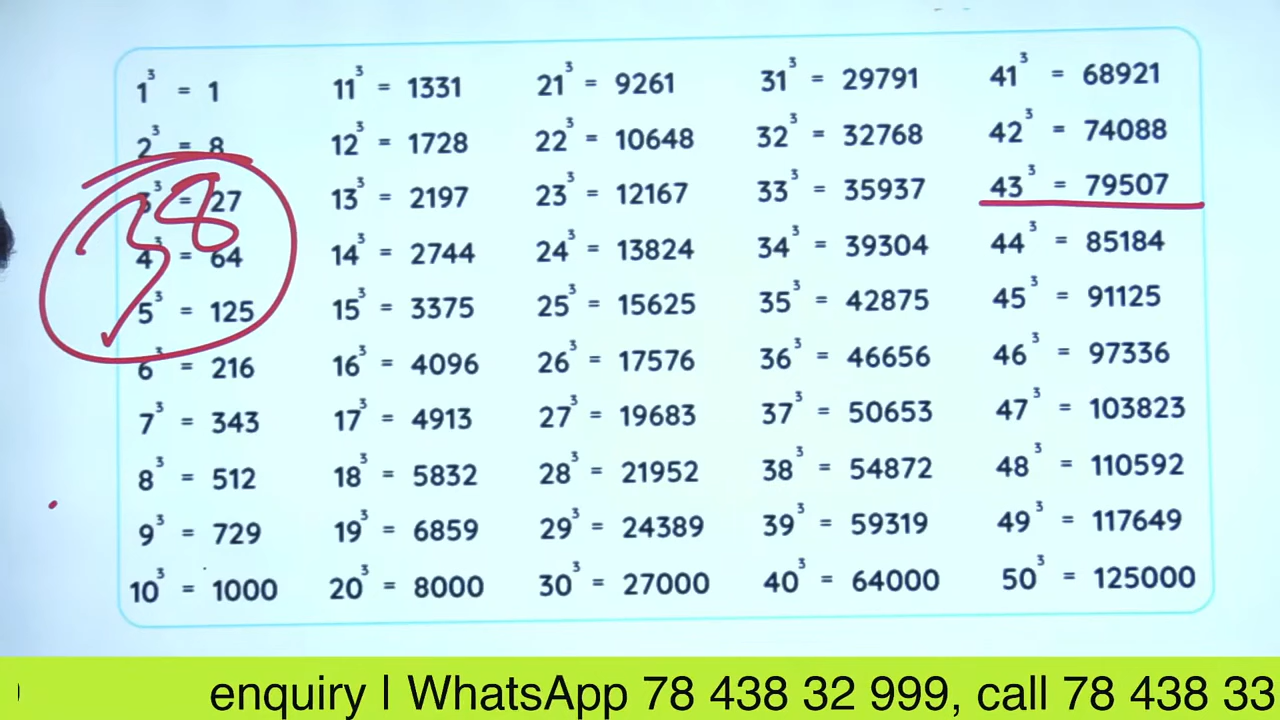 1³ = 1
2³ = 8
3³ = 27
4³ = 64
5³ = 125
6³ = 216
7³ = 343
8³ = 512
9³ = 729
10³ = 1000
11³ = 1331
12³ = 1728
13³ = 2197
14³ = 2744
15³ = 3375
16³ = 4096
17³ = 4913
18³ = 5832
19³ = 6859
20³ = 8000
21³ = 9261
22³ = 10648
23³ = 12167
24³ = 13824
25³ = 15625
26³ = 17576
27³ = 19683
28³ = 21952
29³ = 24389
30³ = 27000
31³ = 29791
32³ = 32768
33³ = 35937
34³ = 39304
35³ = 42875
36³ = 46656
37³ = 50653
38³ = 54872
39³ = 59319
40³ = 64000
41³ = 68921
42³ = 74088
43³ = 79507
44³ = 85184
45³ = 91125
46³ = 97336
47³ = 103823
48³ = 110592
49³ = 117649
50³ = 125000
38
enquiry | WhatsApp 78 438 32 999, call 78 438 33